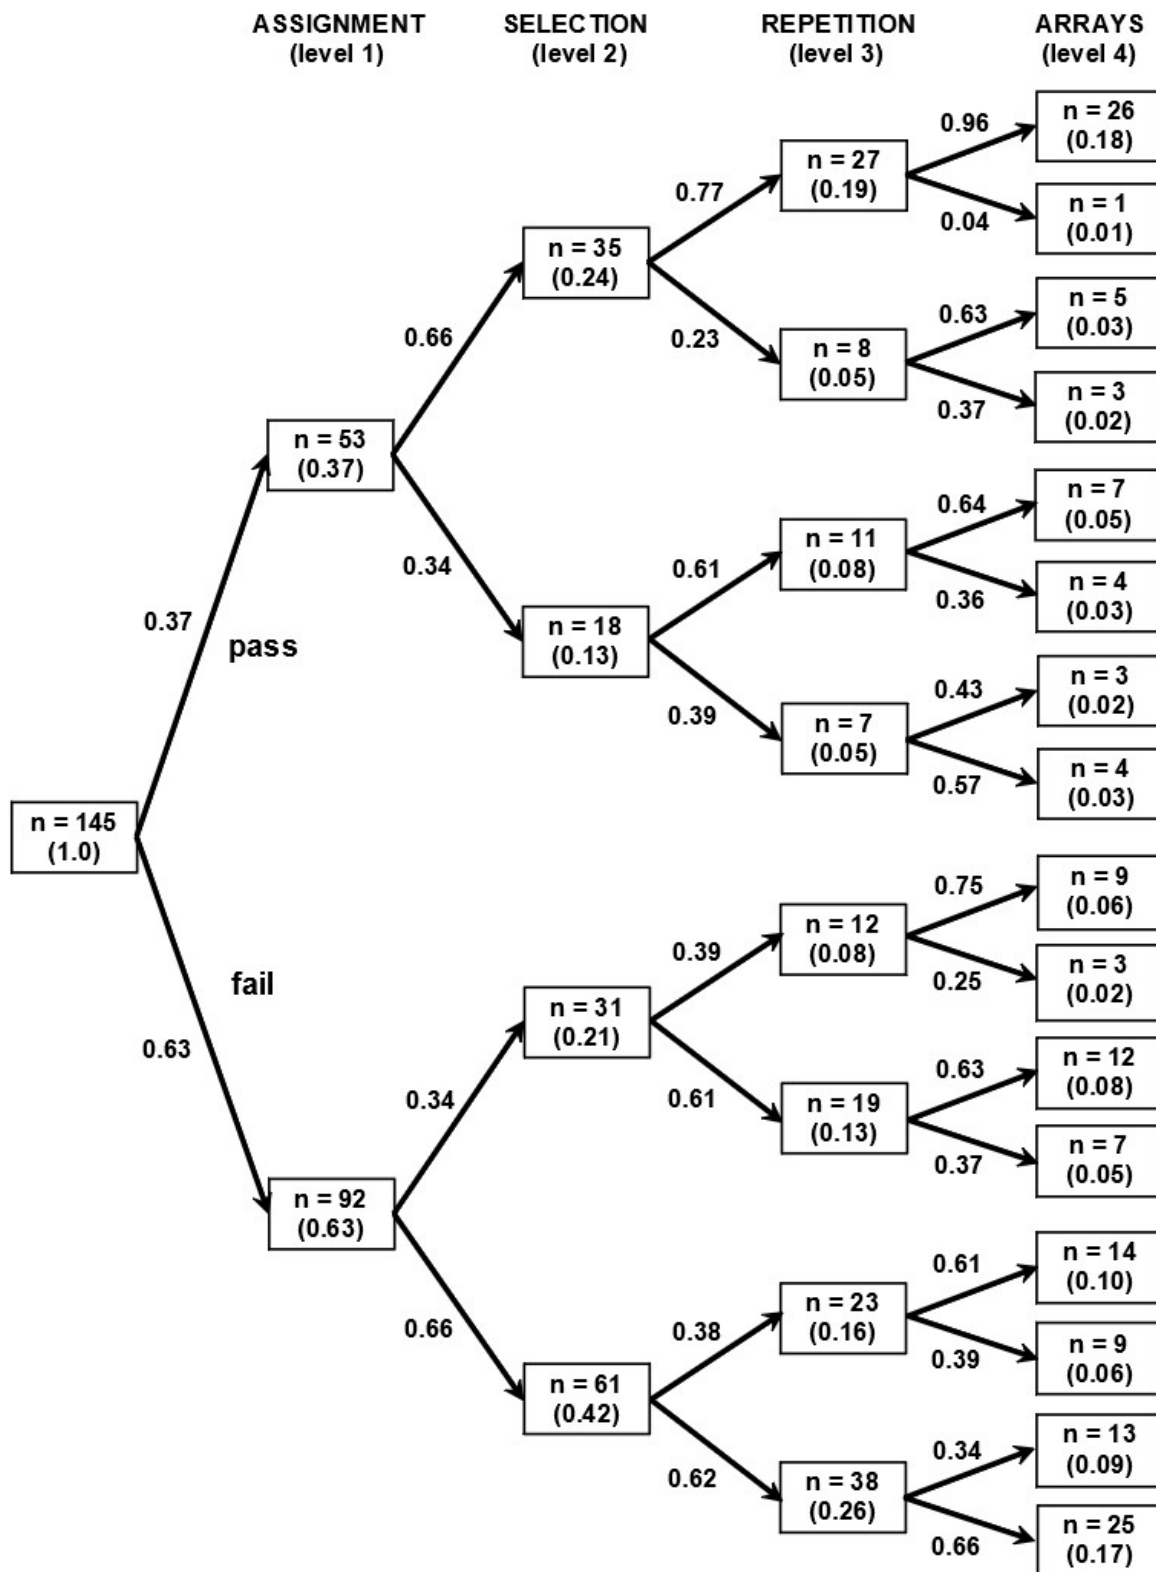 ASSIGNMENT
(level 1)
SELECTION
(level 2)
REPETITION
(level 3)
ARRAYS
(level 4)
n = 145
(1.0)
0.37
pass
0.63
fail
n = 53
(0.37)
n = 92
(0.63)
0.66
0.34
0.34
0.66
n = 35
(0.24)
n = 18
(0.13)
n = 31
(0.21)
n = 61
(0.42)
0.77
0.23
0.61
0.39
0.39
0.61
0.38
0.62
n = 27
(0.19)
n = 8
(0.05)
n = 11
(0.08)
n = 7
(0.05)
n = 12
(0.08)
n = 19
(0.13)
n = 23
(0.16)
n = 38
(0.26)
0.96
0.04
0.63
0.37
0.64
0.36
0.43
0.57
0.75
0.25
0.63
0.37
0.61
0.39
0.34
0.66
n = 26
(0.18)
n = 1
(0.01)
n = 5
(0.03)
n = 3
(0.02)
n = 7
(0.05)
n = 4
(0.03)
n = 3
(0.02)
n = 4
(0.03)
n = 9
(0.06)
n = 3
(0.02)
n = 12
(0.08)
n = 7
(0.05)
n = 14
(0.10)
n = 9
(0.06)
n = 13
(0.09)
n = 25
(0.17)